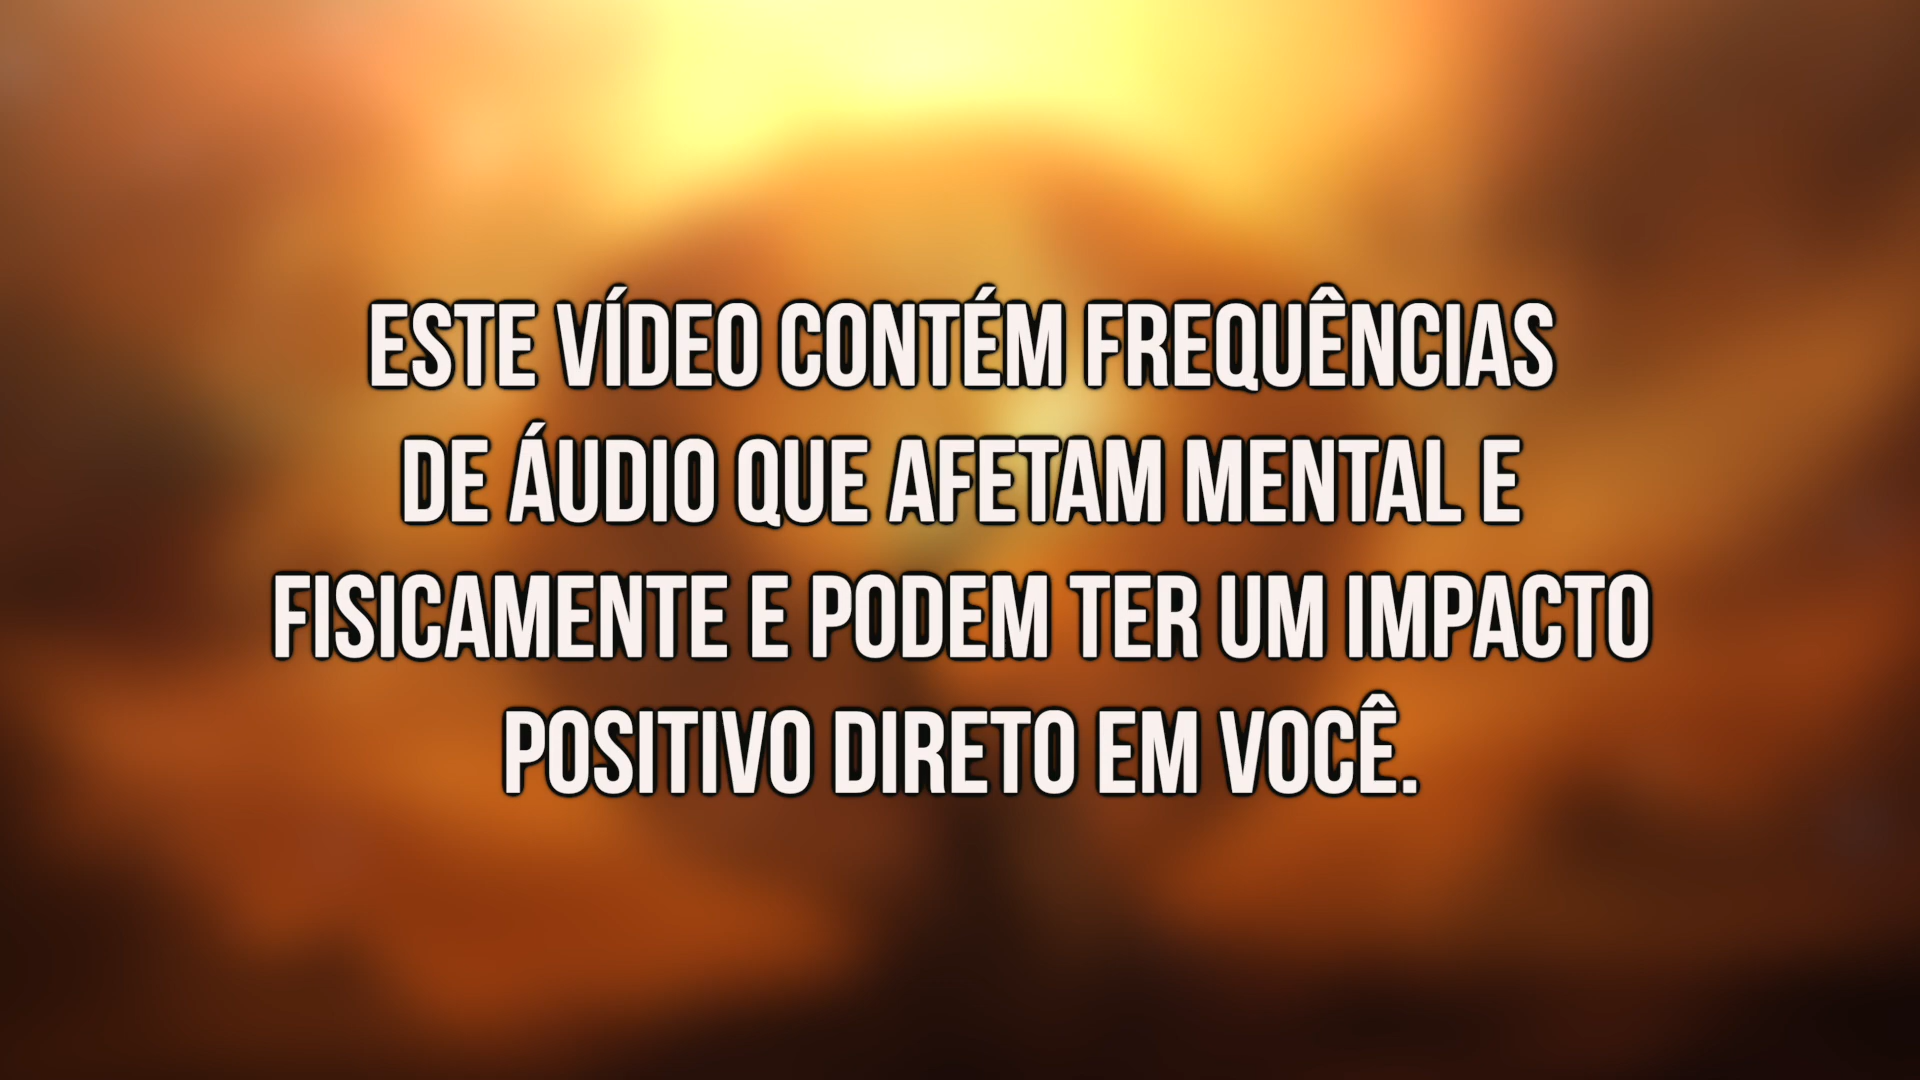 ESTE VÍDEO CONTÉM FREQUÊNCIAS
DE ÁUDIO QUE AFETAM MENTAL E
FISICAMENTE E PODEM TER UM IMPACTO
POSITIVO DIRETO EM VOCÊ.